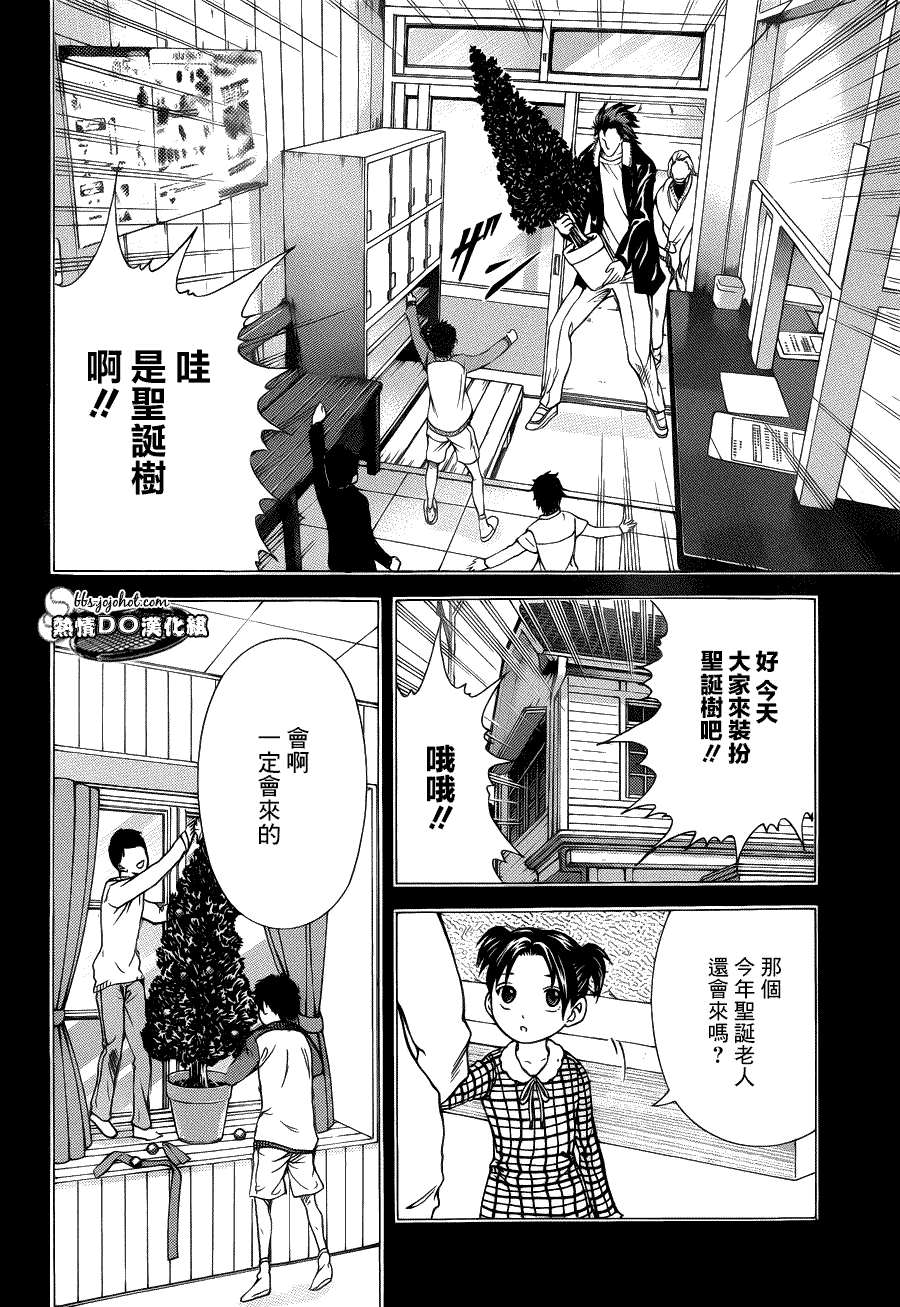 哇
是聖誕樹
啊!!
ザッ
好 今天
大家來裝扮
聖誕樹吧!!
哦哦!!
那個
今年聖誕老人
還會來嗎?
會啊
一定會來的
bbs.jojohot.com
熱情DO漢化組